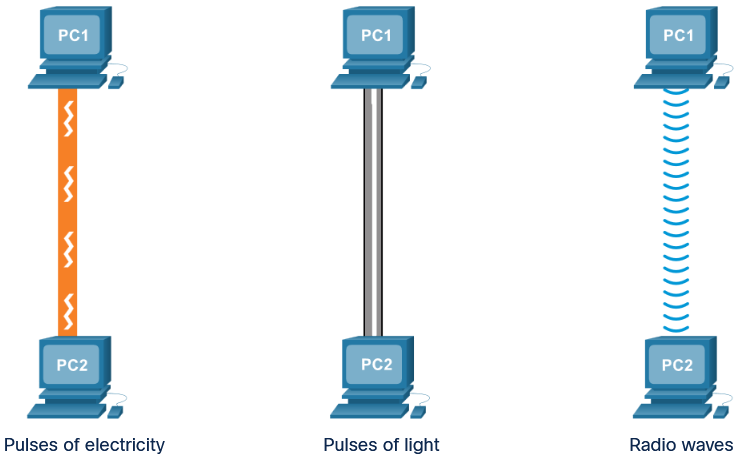 PC1
PC1
PC1
PC2
PC2
PC2
Pulses of electricity
Pulses of light
Radio waves